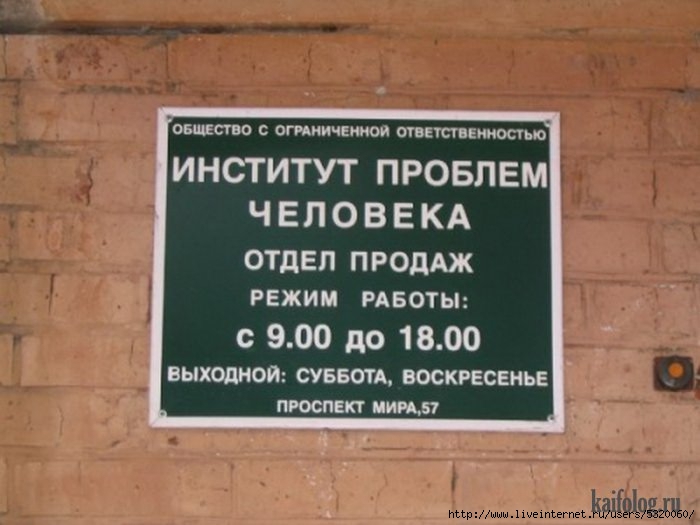 ОБЩЕСТВО С ОГРАНИЧЕННОЙ ОТВЕТСТВЕННОСТЬЮ
ИНСТИТУТ ПРОБЛЕМ
ЧЕЛОВЕКА
ОТДЕЛ ПРОДАЖ
РЕЖИМ РАБОТЫ:
с 9.00 до 18.00
ВЫХОДНОЙ: СУББОТА, ВОСКРЕСЕНЬЕ
ПРОСПЕКТ МИРА,57
kaifolog.ru
http://www.liveinternet.ru/users/5320060/